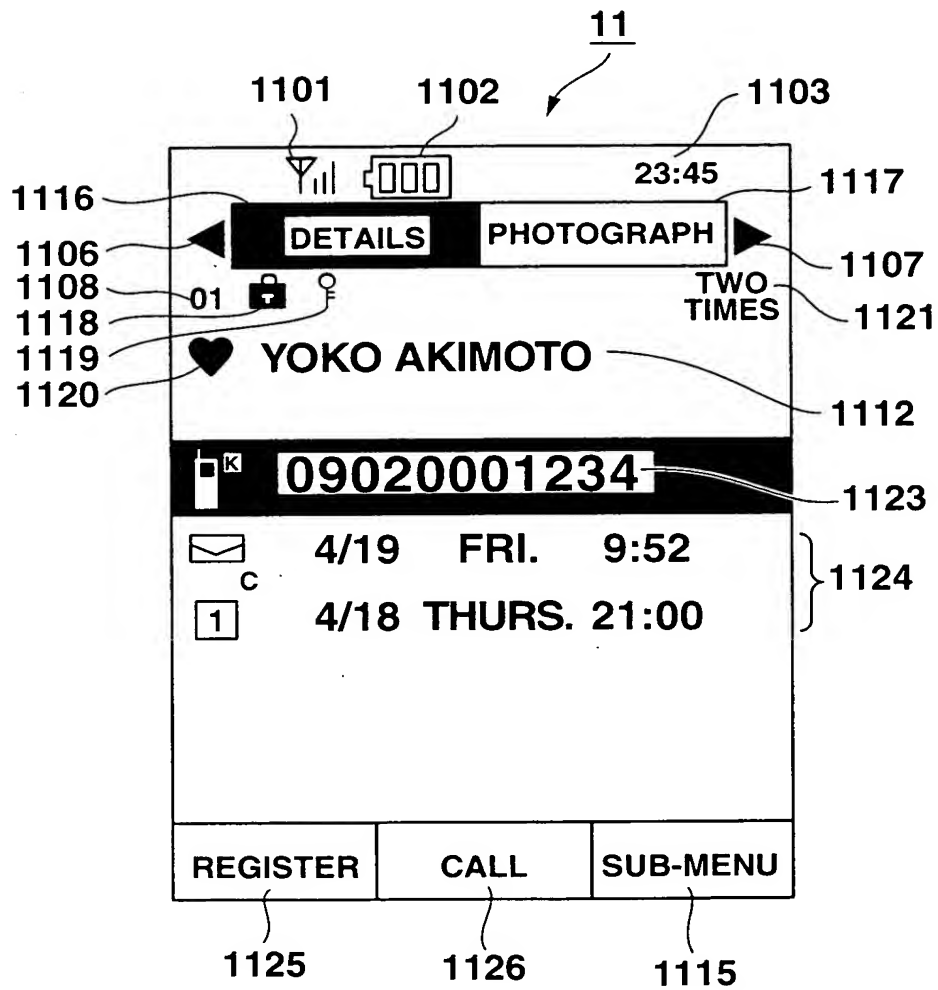 11
1101 1102 1103
23:45
1116 1117
DETAILS PHOTOGRAPH
1106 1107
1108 01 TWO TIMES 1121
1118
1119
1120 YOKO AKIMOTO
1112
K 09020001234
1123
4/19 FRI. 9:52
C 1124
1 4/18 THURS. 21:00
REGISTER CALL SUB-MENU
1125 1126 1115